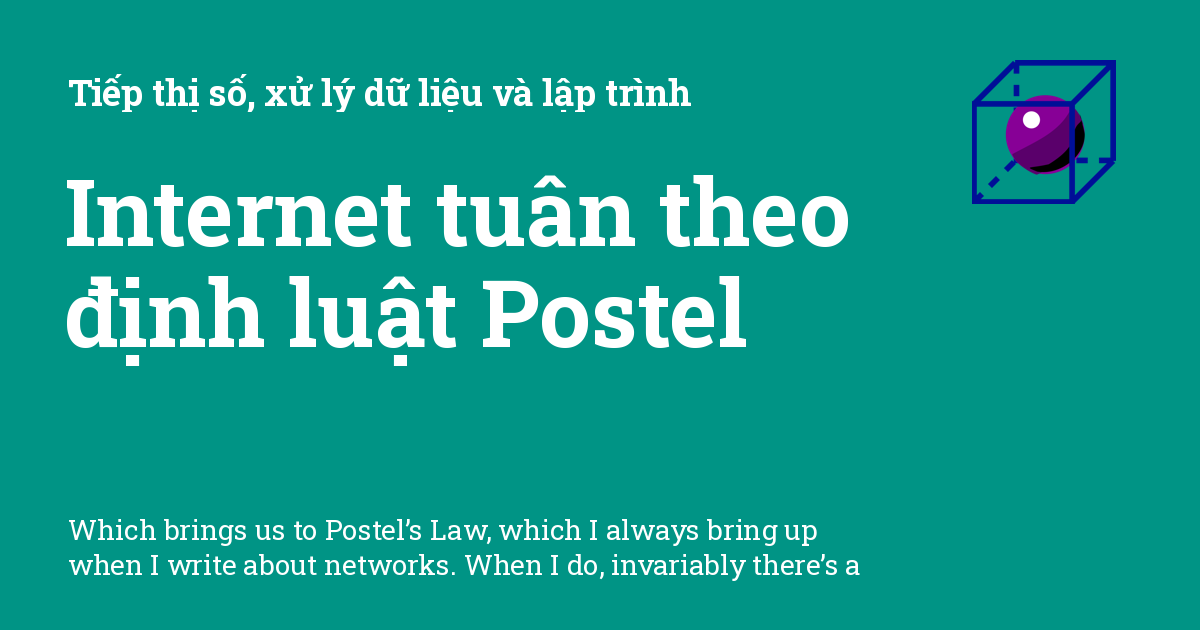 Tiếp thị số, xử lý dữ liệu và lập trình
Internet tuân theo
định luật Postel
Which brings us to Postel’s Law, which I always bring up
when I write about networks. When I do, invariably there’s a